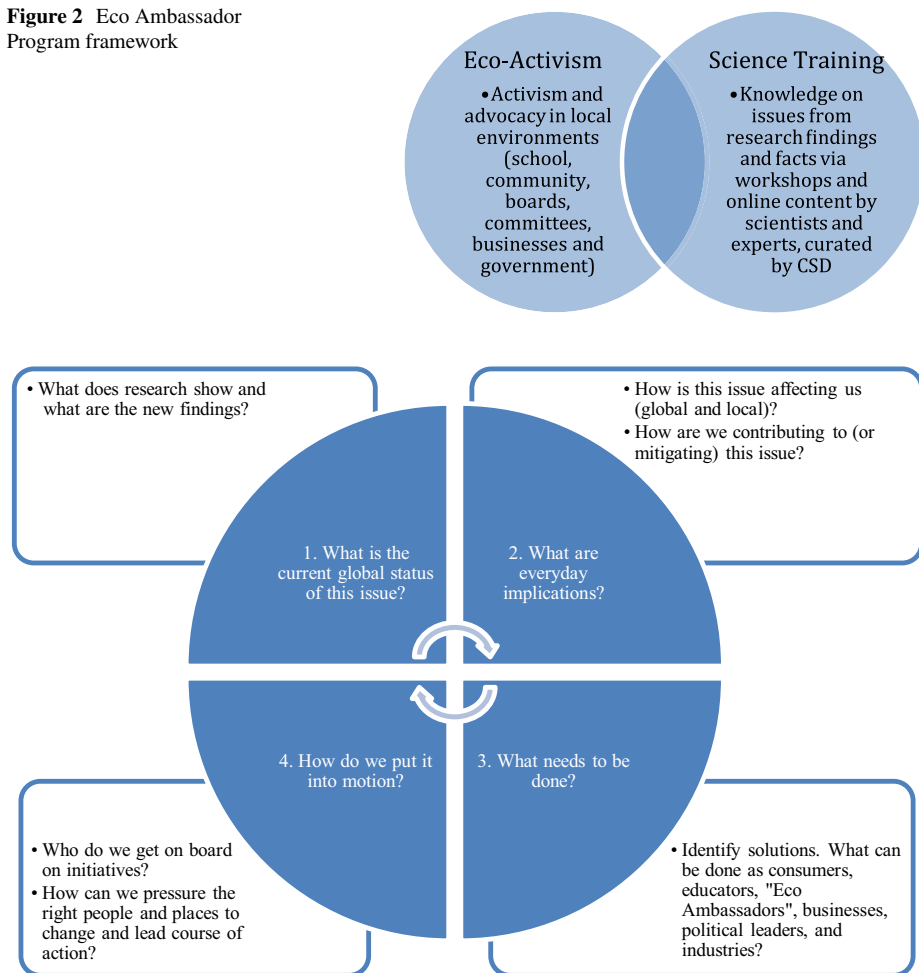 Figure 2 Eco Ambassador
Program framework
Eco-Activism
•Activism and
advocacy in local
environments
(school,
community,
boards,
committees,
businesses and
government)
Science Training
•Knowledge on
issues from
research findings
and facts via
workshops and
online content by
scientists and
experts, curated
by CSD
• What does research show and
what are the new findings?
• How is this issue affecting us
(global and local)?
• How are we contributing to (or
mitigating) this issue?
1. What is the
current global status
of this issue?
2. What are
everyday
implications?
4. How do we put it
into motion?
3. What needs to be
done?
• Who do we get on board
on initiatives?
• How can we pressure the
right people and places to
change and lead course of
action?
• Identify solutions. What can
be done as consumers,
educators, "Eco
Ambassadors", businesses,
political leaders, and
industries?